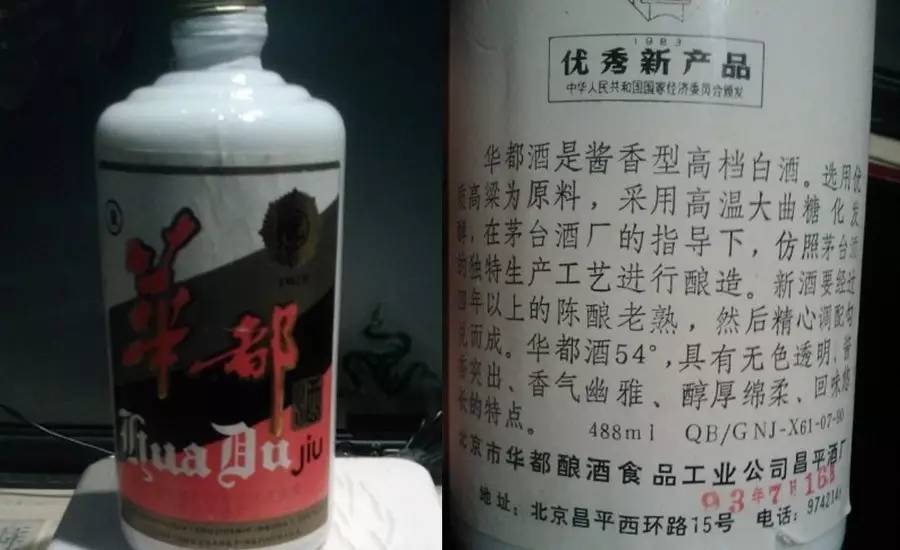 華都
酒
Hua Du
Jiu
1983
优秀新产品
中华人民共和国国家经济委员会颁发
华都酒是酱香型高档白酒。选用优
质高粱为原料，采用高温大曲糖化发
酵，在茅台酒厂的指导下，仿照茅台酒
的独特生产工艺进行酿造。新酒要经过
四年以上的陈酿老熟，然后精心调配勾
兑而成。华都酒54°，具有无色透明、酱
香突出、香气幽雅、醇厚绵柔、回味悠
长的特点。
488ml QB/GNJ-X61-07-90
北京市华都酿酒食品工业公司昌平酒厂
93年7月16日
地址：北京昌平西环路15号 电话：